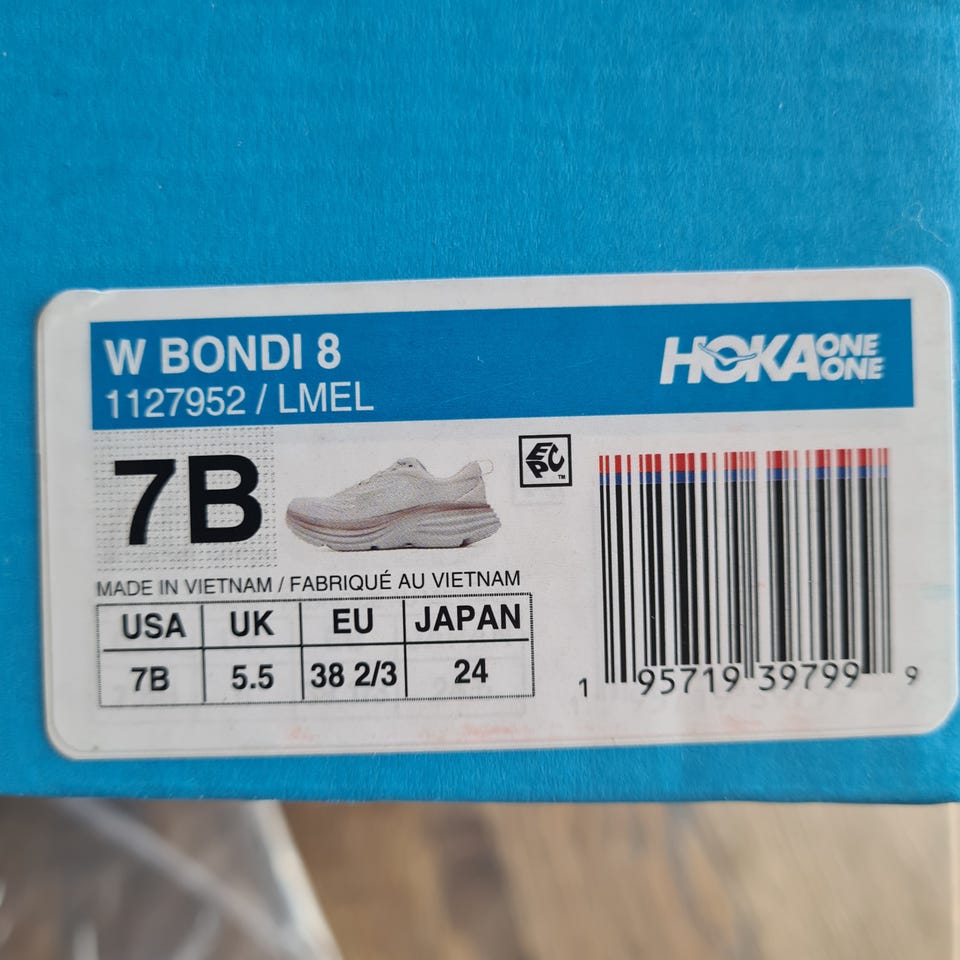 W BONDI 8
1127952 / LMEL
HOKA ONE ONE
7B
EPC™
MADE IN VIETNAM / FABRIQUÉ AU VIETNAM
USA UK EU JAPAN
7B 5.5 38 2/3 24
1 95719 39799 9